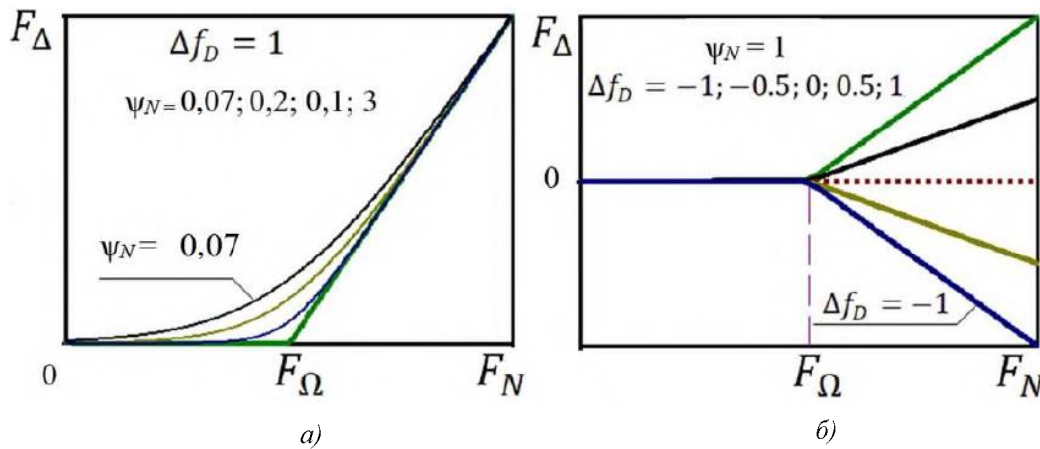 F_Δ
Δf_D = 1
ψ_N = 0,07; 0,2; 0,1; 3
ψ_N = 0,07
0
F_Ω
F_N
а)
F_Δ
ψ_N = 1
Δf_D = −1; −0.5; 0; 0.5; 1
0
Δf_D = −1
F_Ω
F_N
б)